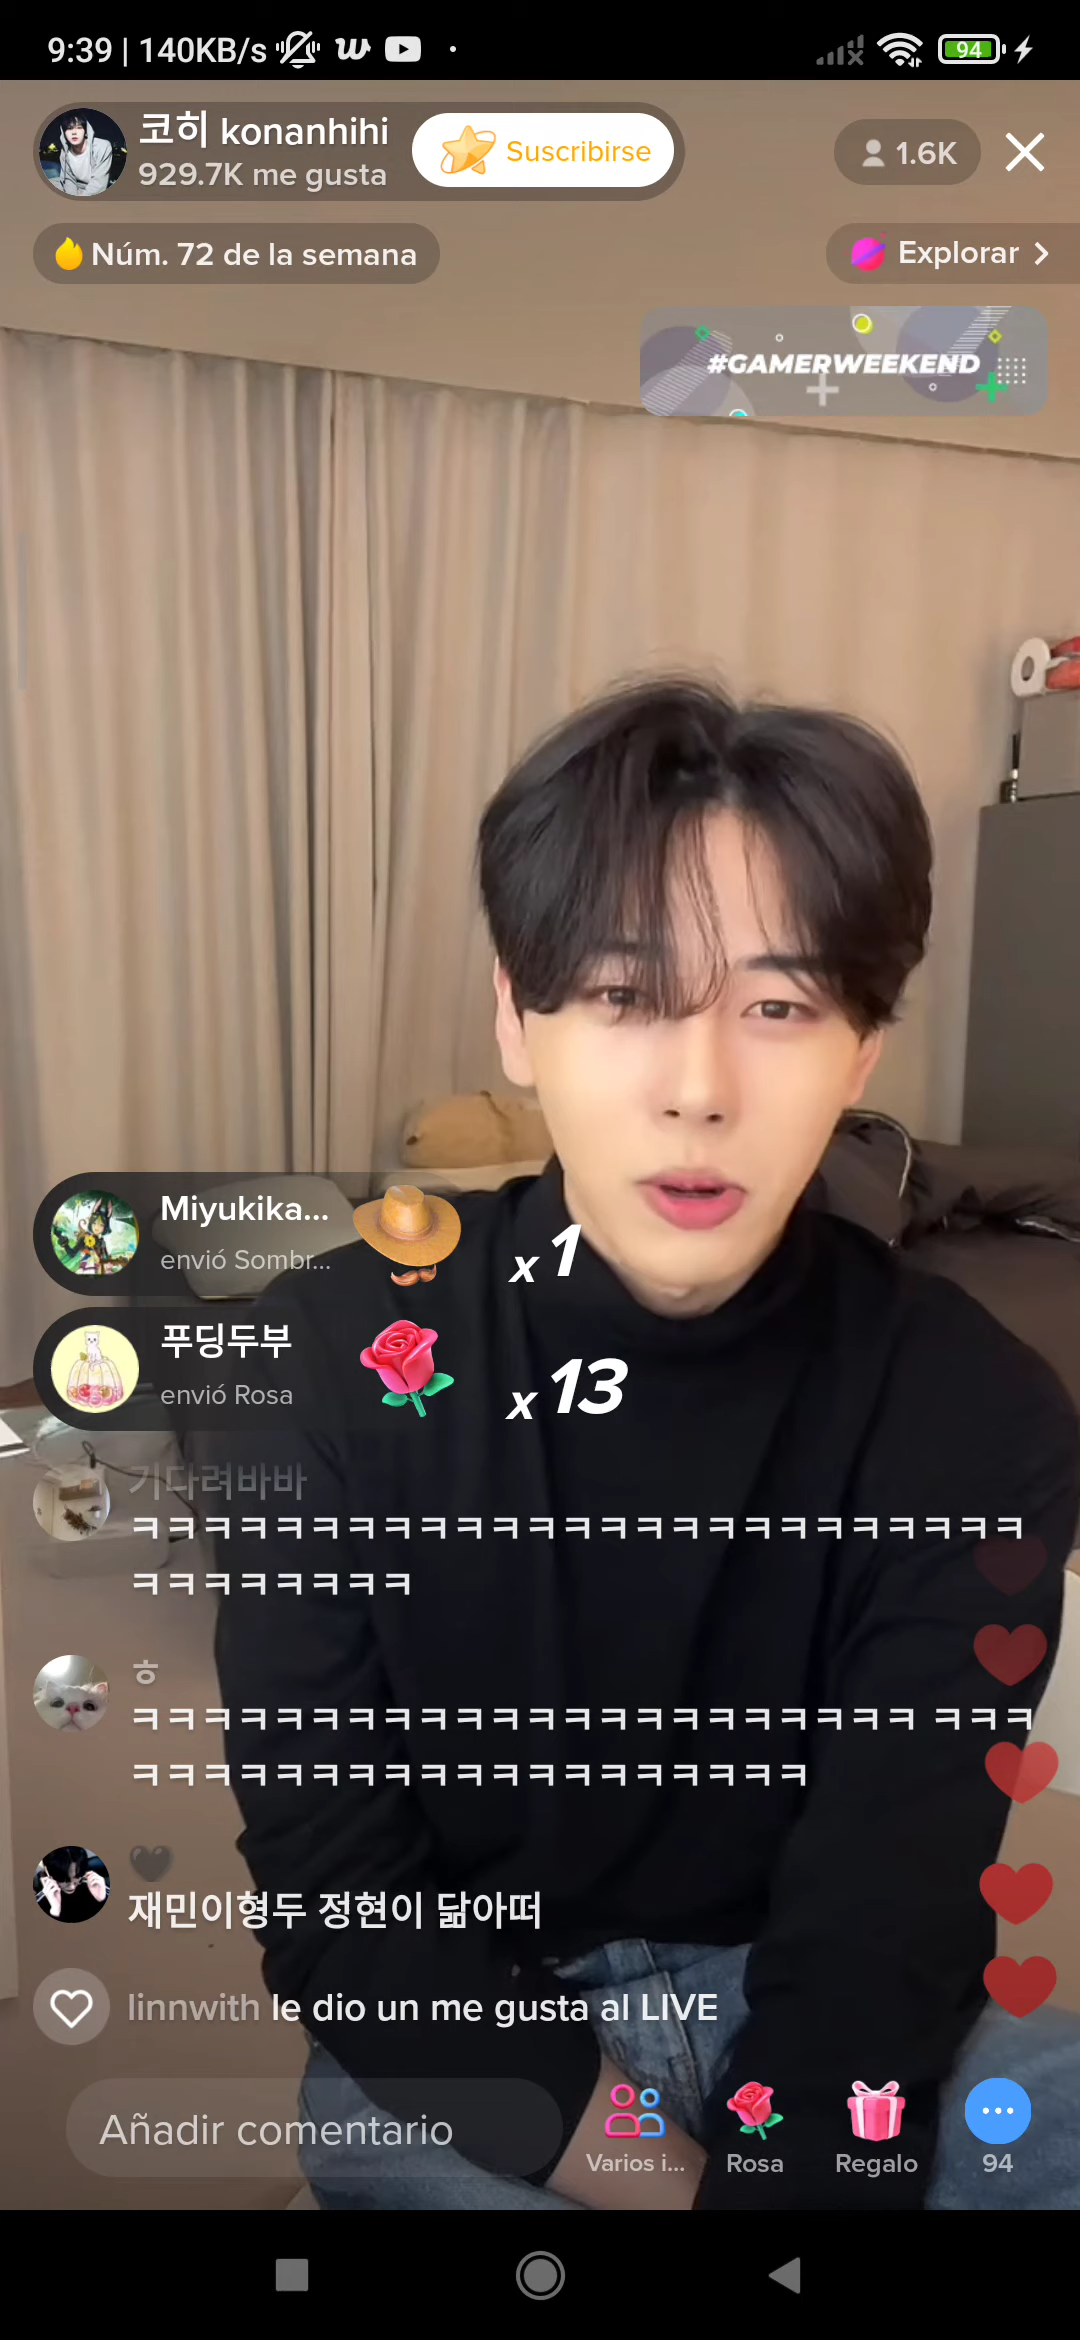 9:39 | 140KB/s
94
코히 konanhihi
929.7K me gusta
Suscribirse
1.6K
Núm. 72 de la semana
Explorar
#GAMERWEEKEND
Miyukika...
envió Sombr...
x 1
푸딩두부
envió Rosa
x 13
기다려바바
ㅋㅋㅋㅋㅋㅋㅋㅋㅋㅋㅋㅋㅋㅋㅋㅋㅋㅋㅋㅋㅋㅋㅋㅋㅋ
ㅋㅋㅋㅋㅋㅋㅋㅋ
ㅎ
ㅋㅋㅋㅋㅋㅋㅋㅋㅋㅋㅋㅋㅋㅋㅋㅋㅋㅋㅋㅋㅋㅋ ㅋㅋㅋ
ㅋㅋㅋㅋㅋㅋㅋㅋㅋㅋㅋㅋㅋㅋㅋㅋㅋㅋㅋ
재민이형두 정현이 닮아떠
linnwith le dio un me gusta al LIVE
Añadir comentario
Varios i...
Rosa
Regalo
94